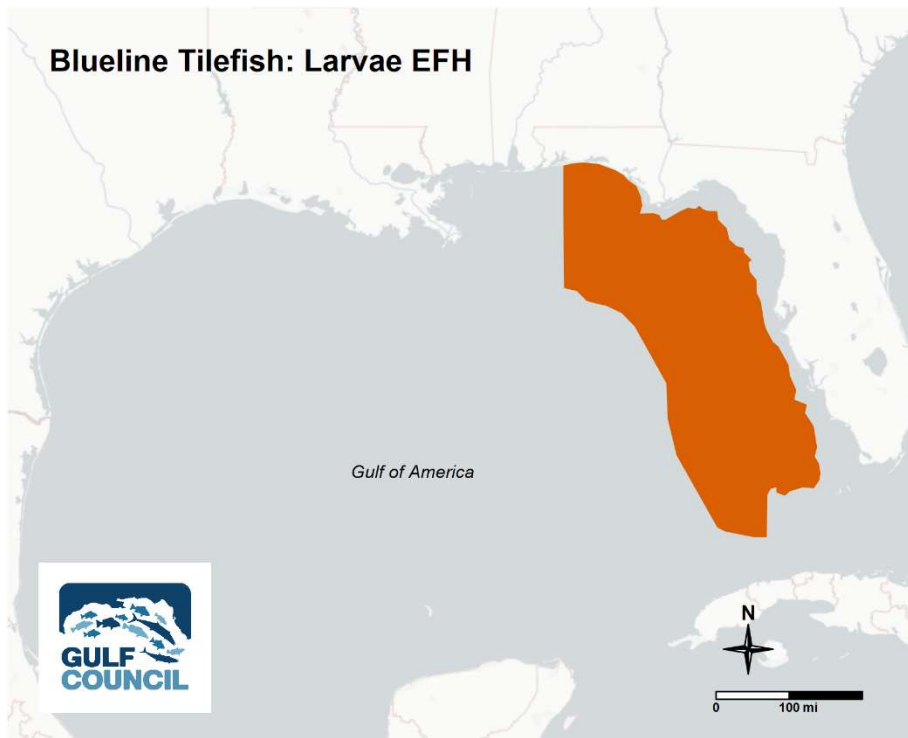 Blueline Tilefish: Larvae EFH
Gulf of America
GULF
COUNCIL
N
0 100 mi